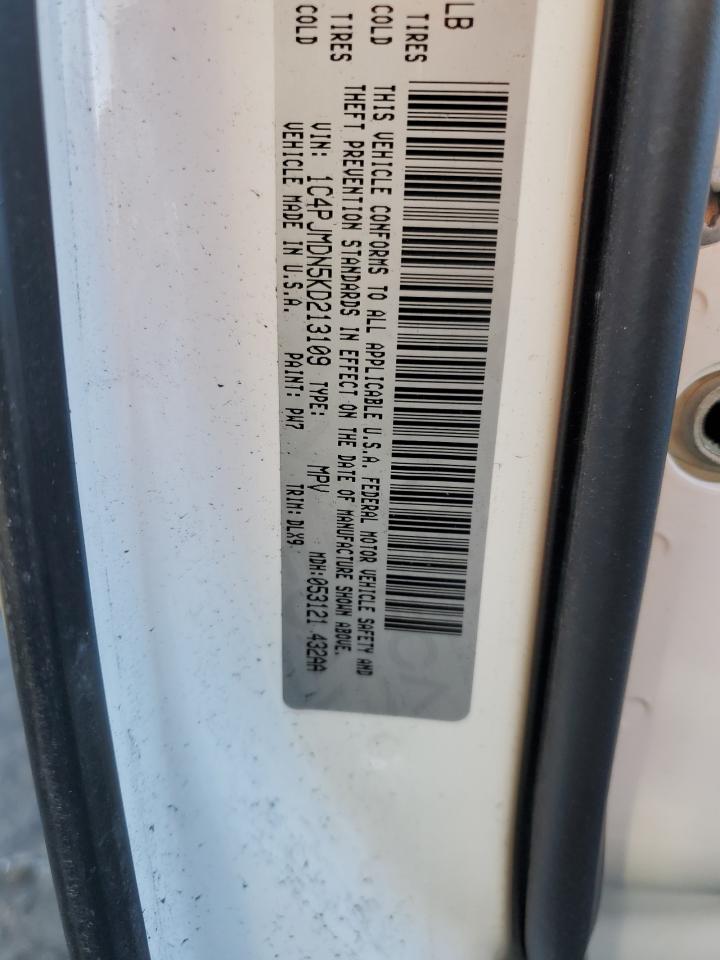 LB
TIRES COLD
TIRES COLD
THIS VEHICLE CONFORMS TO ALL APPLICABLE U.S.A. FEDERAL MOTOR VEHICLE SAFETY AND
THEFT PREVENTION STANDARDS IN EFFECT ON THE DATE OF MANUFACTURE SHOWN ABOVE.
VIN: 1C4PJMDN5KD213109 TYPE: MPV MDH:053121 432AA
VEHICLE MADE IN U.S.A. PAINT: PW7 TRIM: DLX9